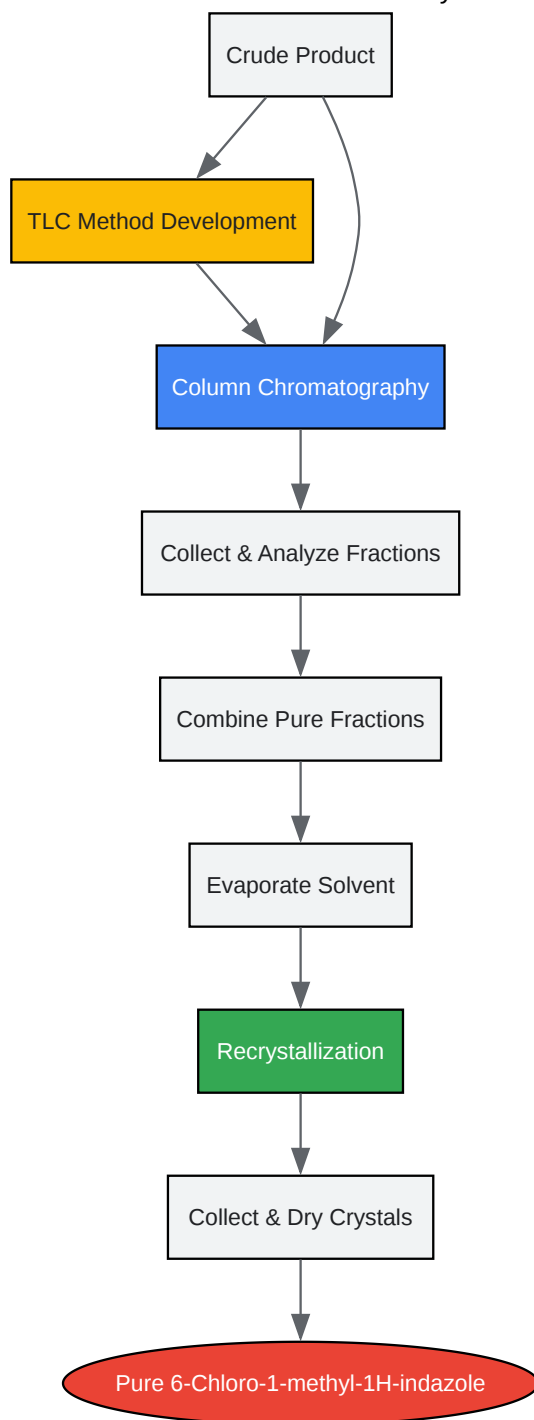 Crude Product
TLC Method Development
Column Chromatography
Collect & Analyze Fractions
Combine Pure Fractions
Evaporate Solvent
Recrystallization
Collect & Dry Crystals
Pure 6-Chloro-1-methyl-1H-indazole